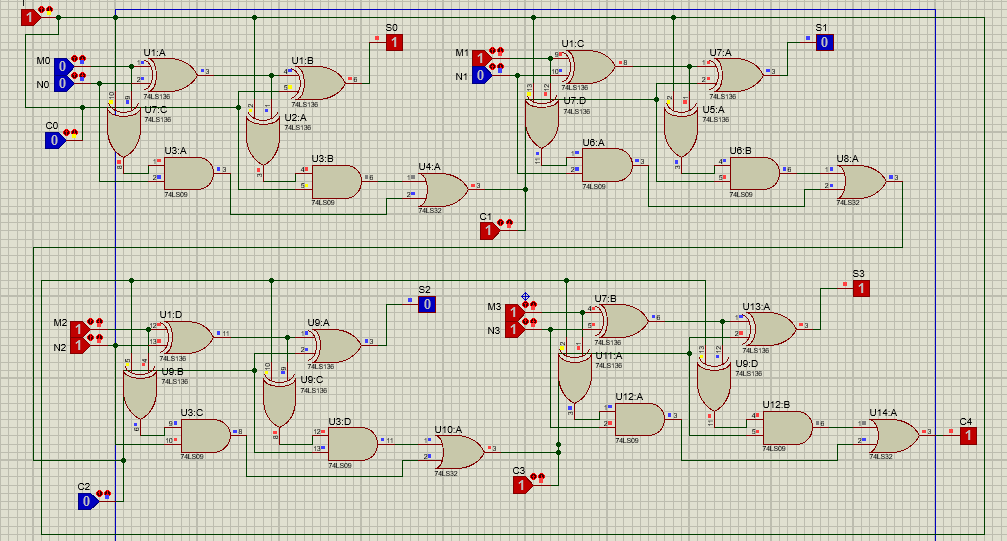 1
S0
1
S1
0
M0 0
N0 0
C0 0
U1:A
74LS136
U1:B
74LS136
U7:C
74LS136
U2:A
74LS136
U3:A
74LS09
U3:B
74LS09
U4:A
74LS32
M1 1
N1 0
C1 1
U1:C
74LS136
U7:A
74LS136
U7:D
74LS136
U5:A
74LS136
U6:A
74LS09
U6:B
74LS09
U8:A
74LS32
S2
0
S3
1
M2 1
N2 1
C2 0
U1:D
74LS136
U9:A
74LS136
U9:B
74LS136
U9:C
74LS136
U3:C
74LS09
U3:D
74LS09
U10:A
74LS32
M3 1
N3 1
C3 1
U7:B
74LS136
U13:A
74LS136
U11:A
74LS136
U9:D
74LS136
U12:A
74LS09
U12:B
74LS09
U14:A
74LS32
C4
1